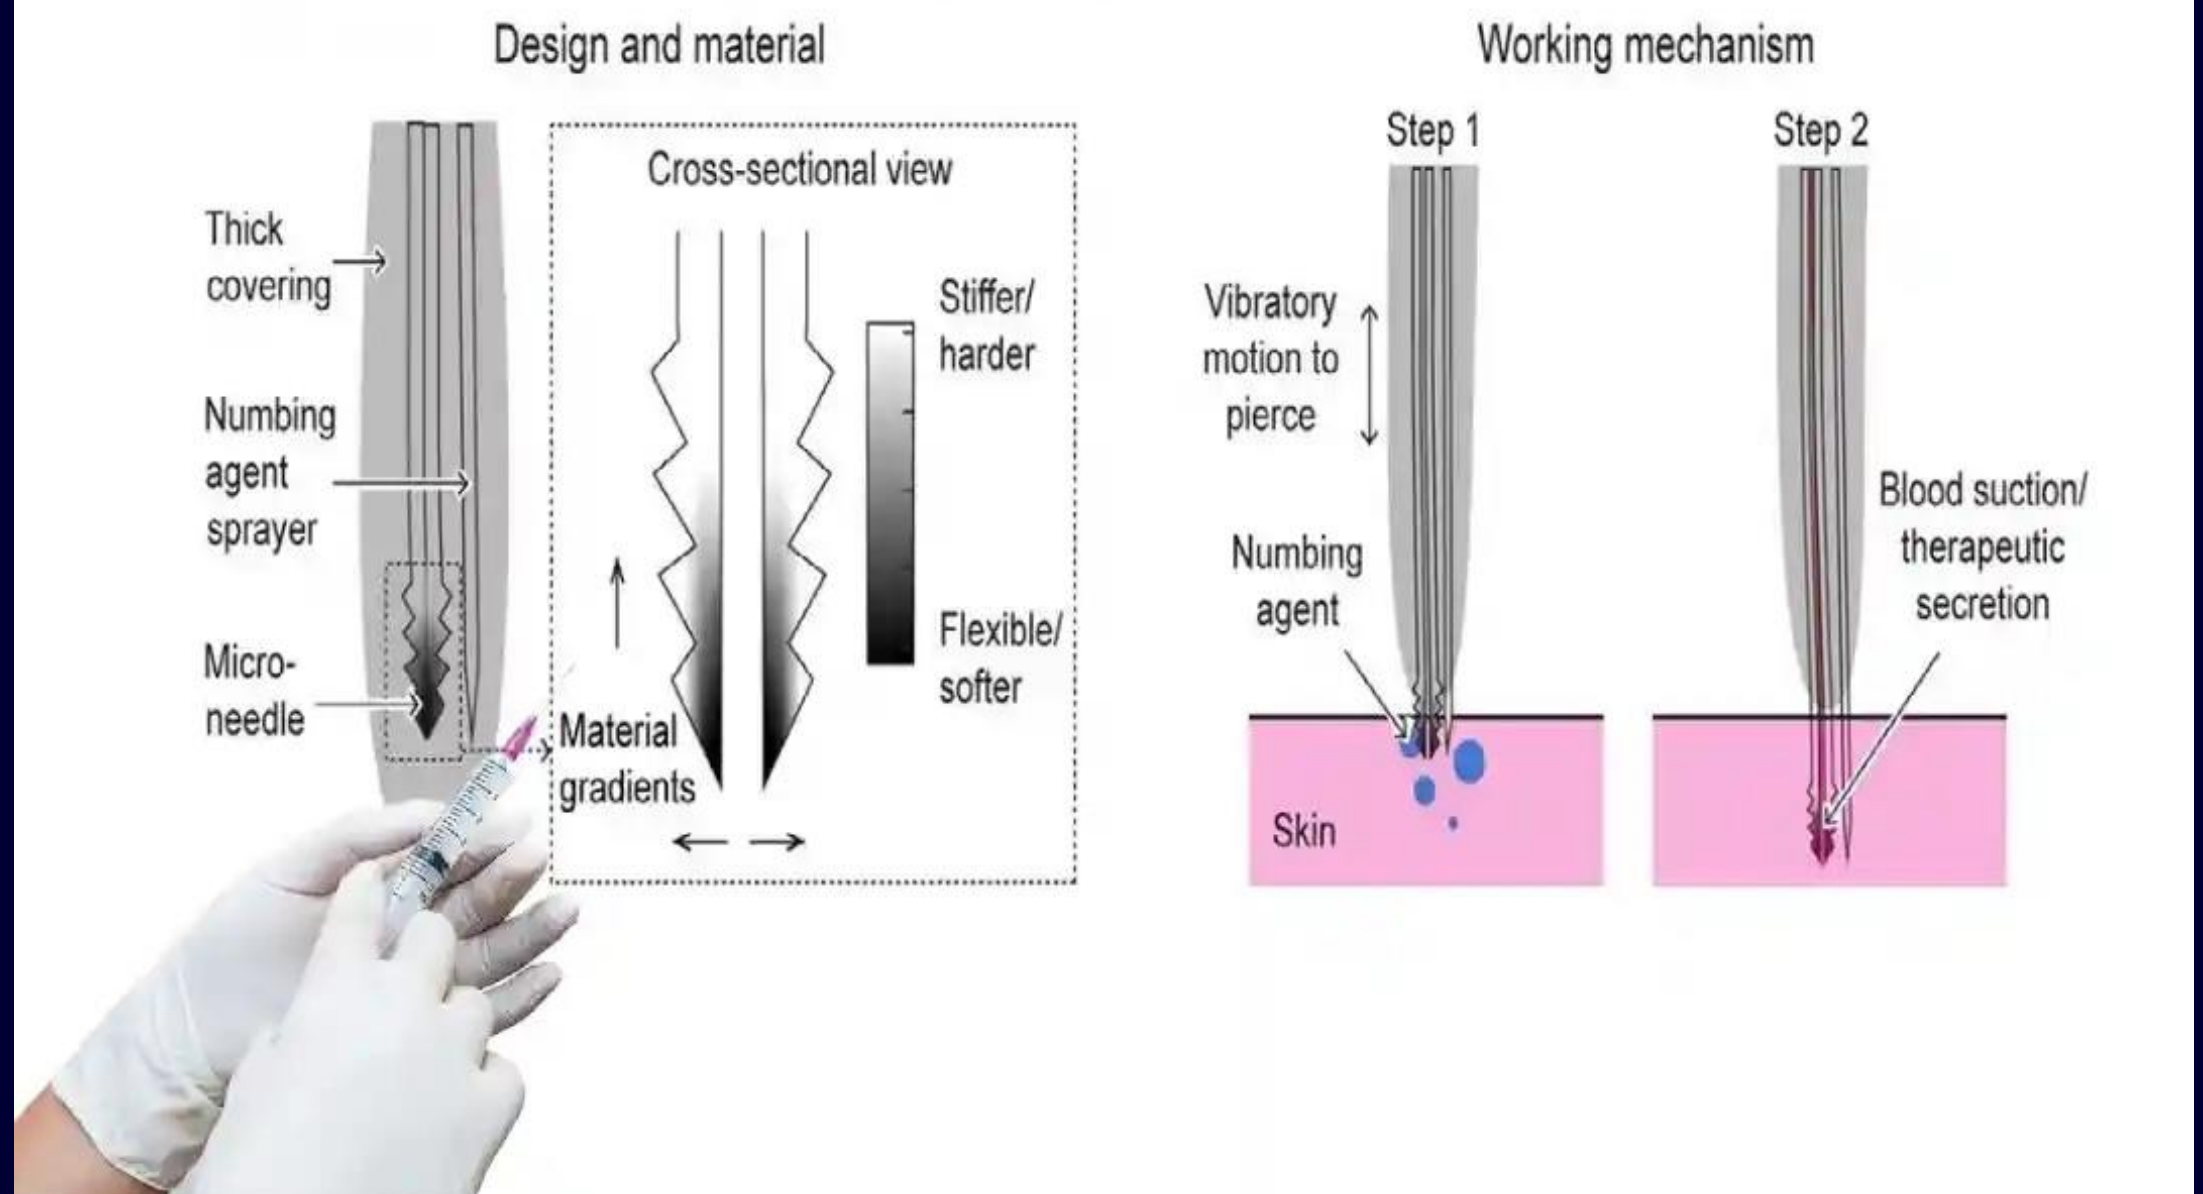 Design and material
Thick
covering
Numbing
agent
sprayer
Micro-
needle
Cross-sectional view
Stiffer/
harder
Flexible/
softer
Material
gradients
Working mechanism
Step 1
Vibratory
motion to
pierce
Numbing
agent
Skin
Step 2
Blood suction/
therapeutic
secretion